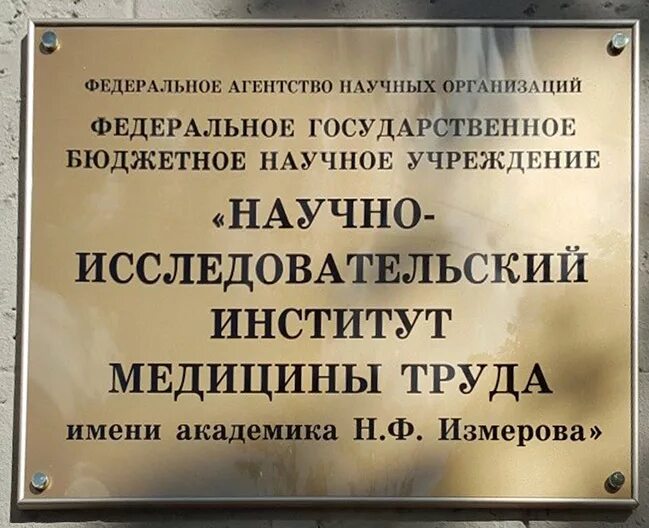 ФЕДЕРАЛЬНОЕ АГЕНТСТВО НАУЧНЫХ ОРГАНИЗАЦИЙ
ФЕДЕРАЛЬНОЕ ГОСУДАРСТВЕННОЕ
БЮДЖЕТНОЕ НАУЧНОЕ УЧРЕЖДЕНИЕ
«НАУЧНО-
ИССЛЕДОВАТЕЛЬСКИЙ
ИНСТИТУТ
МЕДИЦИНЫ ТРУДА
имени академика Н.Ф. Измерова»